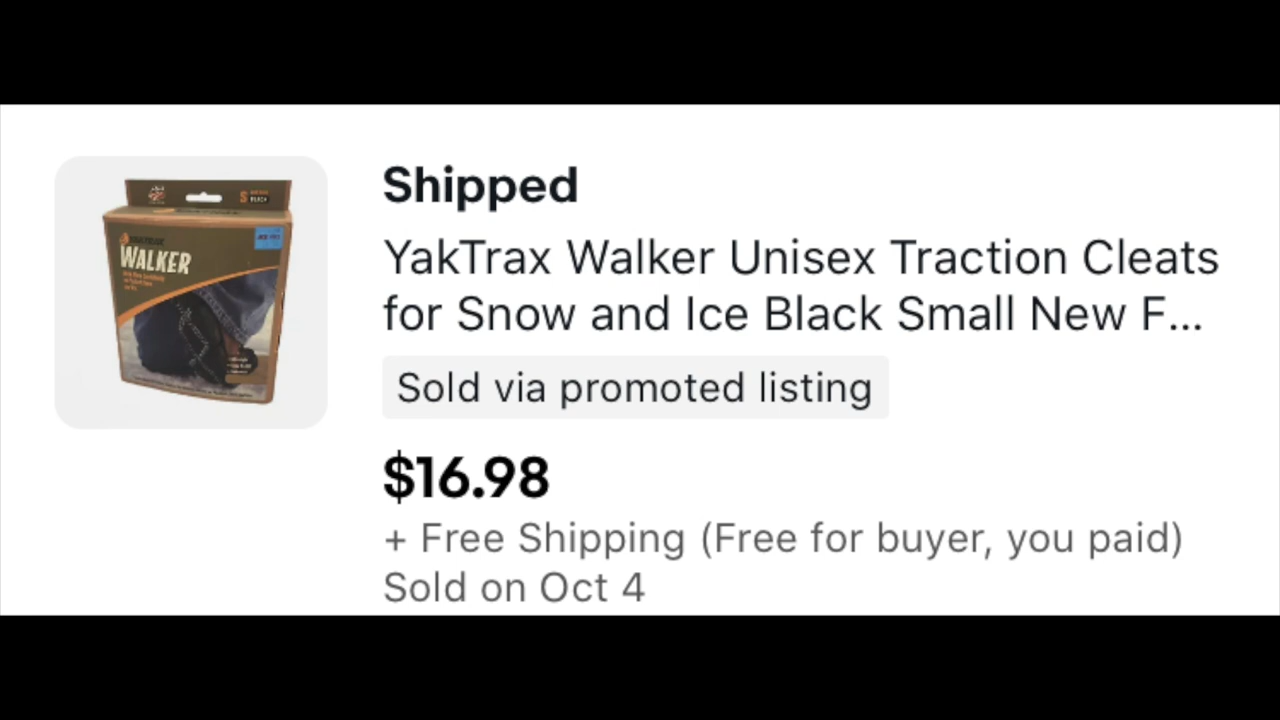 Shipped
YakTrax Walker Unisex Traction Cleats
for Snow and Ice Black Small New F...
Sold via promoted listing
$16.98
+ Free Shipping (Free for buyer, you paid)
Sold on Oct 4
WALKER
S
BLACK